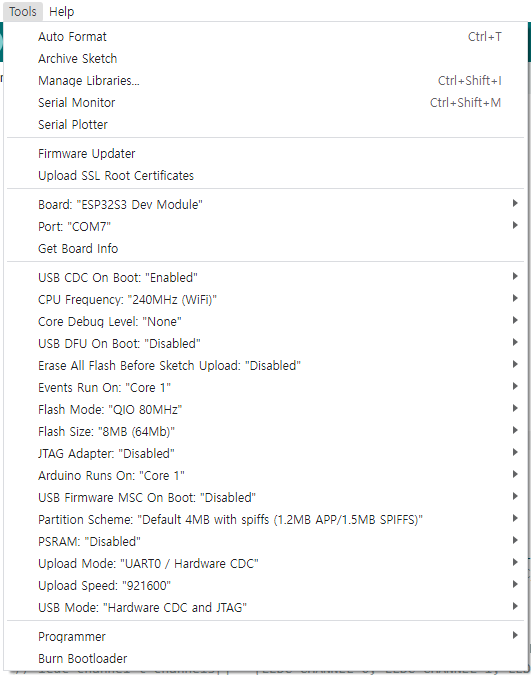 Tools Help
Auto Format Ctrl+T
Archive Sketch
Manage Libraries... Ctrl+Shift+I
Serial Monitor Ctrl+Shift+M
Serial Plotter
Firmware Updater
Upload SSL Root Certificates
Board: "ESP32S3 Dev Module"
Port: "COM7"
Get Board Info
USB CDC On Boot: "Enabled"
CPU Frequency: "240MHz (WiFi)"
Core Debug Level: "None"
USB DFU On Boot: "Disabled"
Erase All Flash Before Sketch Upload: "Disabled"
Events Run On: "Core 1"
Flash Mode: "QIO 80MHz"
Flash Size: "8MB (64Mb)"
JTAG Adapter: "Disabled"
Arduino Runs On: "Core 1"
USB Firmware MSC On Boot: "Disabled"
Partition Scheme: "Default 4MB with spiffs (1.2MB APP/1.5MB SPIFFS)"
PSRAM: "Disabled"
Upload Mode: "UART0 / Hardware CDC"
Upload Speed: "921600"
USB Mode: "Hardware CDC and JTAG"
Programmer
Burn Bootloader